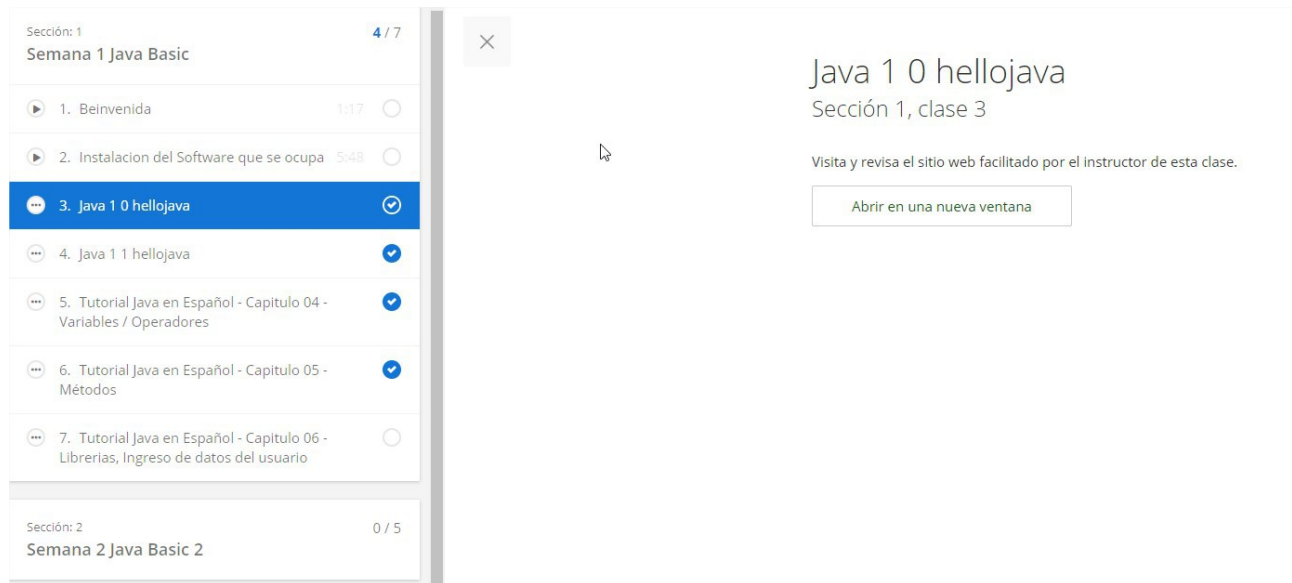 Sección: 1
4 / 7
Semana 1 Java Basic
1. Beinvenida 1:17
2. Instalacion del Software que se ocupa 5:48
3. Java 1 0 hellojava
4. Java 1 1 hellojava
5. Tutorial Java en Español - Capitulo 04 -
Variables / Operadores
6. Tutorial Java en Español - Capitulo 05 -
Métodos
7. Tutorial Java en Español - Capitulo 06 -
Librerias, Ingreso de datos del usuario
Sección: 2
0 / 5
Semana 2 Java Basic 2
Java 1 0 hellojava
Sección 1, clase 3
Visita y revisa el sitio web facilitado por el instructor de esta clase.
Abrir en una nueva ventana